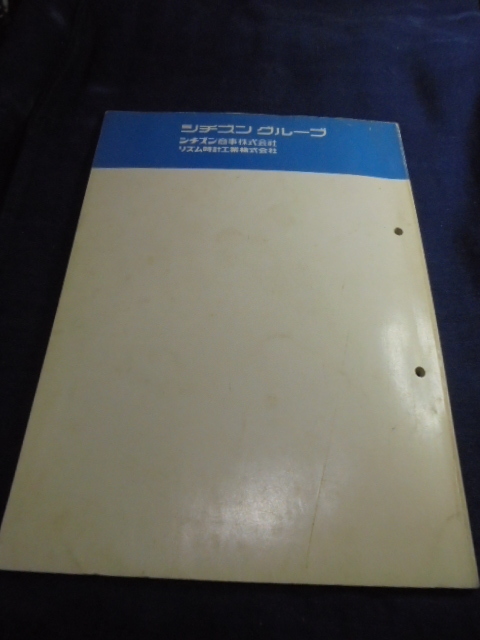 シチズン グループ
シチズン商事株式会社
リズム時計工業株式会社